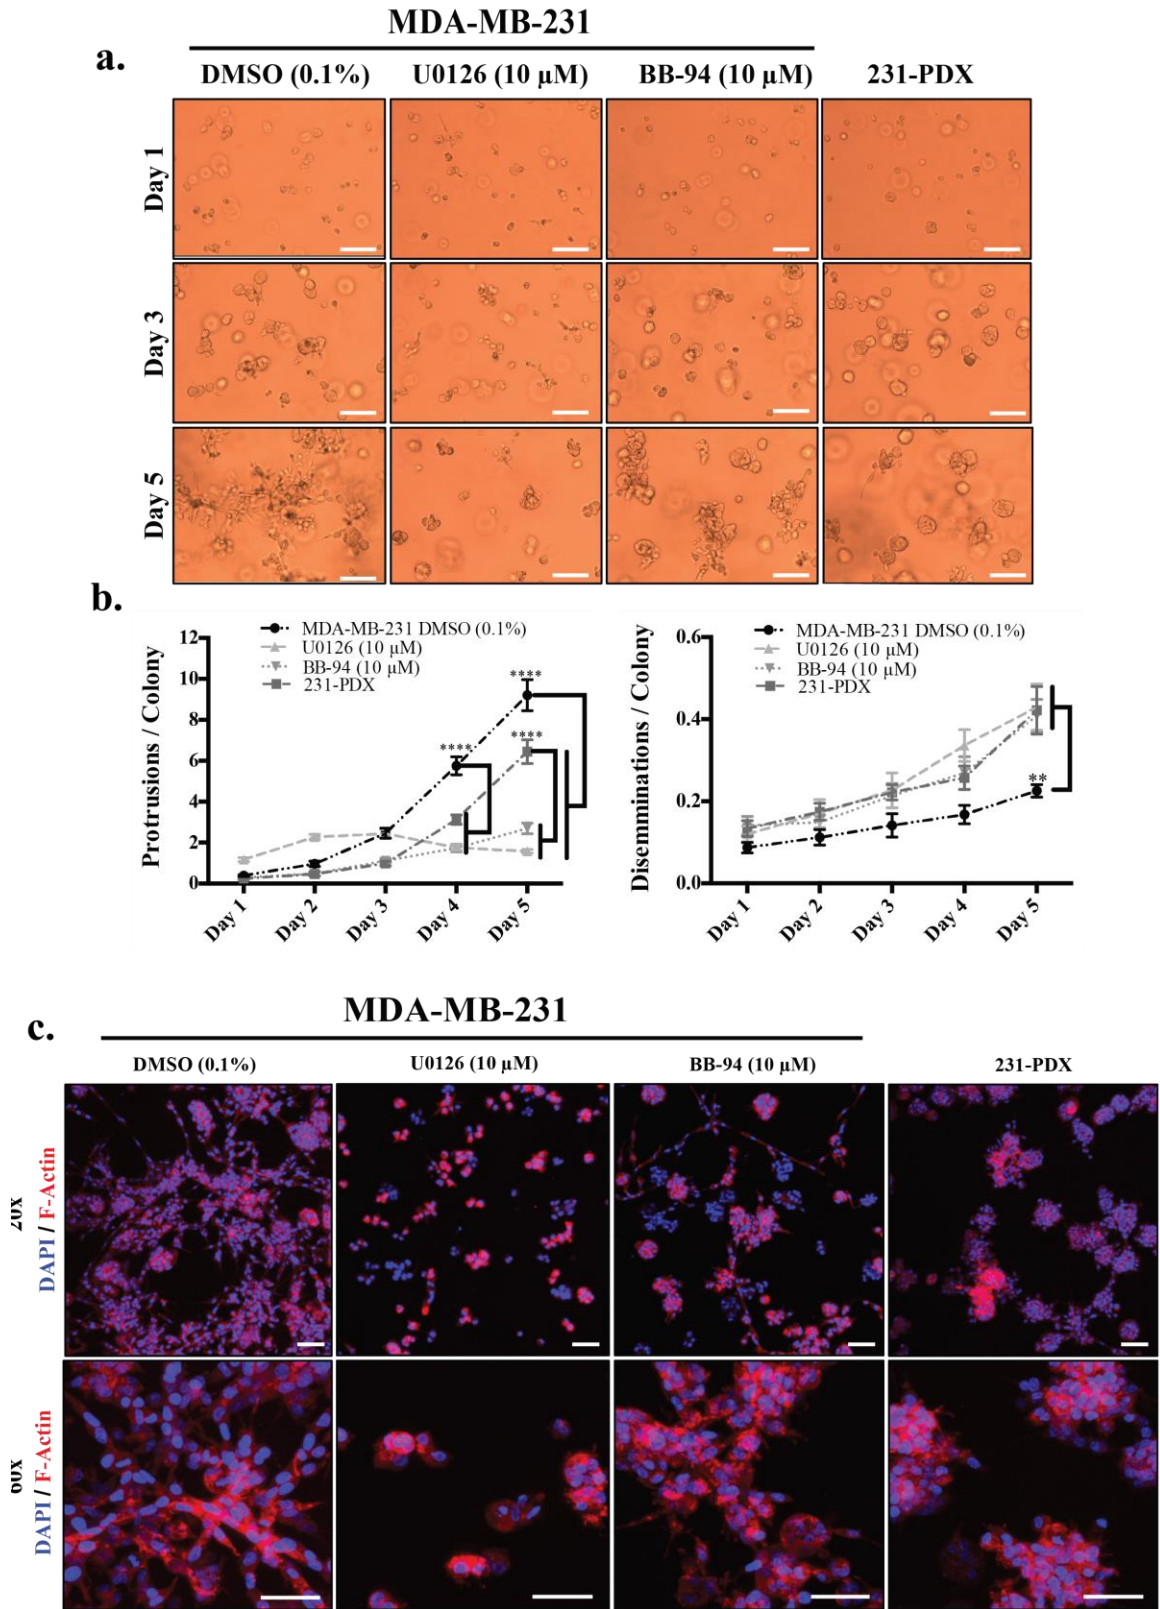 MDA-MB-231
a.
DMSO (0.1%) U0126 (10 µM) BB-94 (10 µM) 231-PDX
Day 1
Day 3
Day 5
b.
Protrusions / Colony
12
10
8
6
4
2
0
MDA-MB-231 DMSO (0.1%)
U0126 (10 µM)
BB-94 (10 µM)
231-PDX
****
****
****
Day 1 Day 2 Day 3 Day 4 Day 5
Disseminations / Colony
0.6
0.4
0.2
0.0
MDA-MB-231 DMSO (0.1%)
U0126 (10 µM)
BB-94 (10 µM)
231-PDX
**
Day 1 Day 2 Day 3 Day 4 Day 5
MDA-MB-231
c.
DMSO (0.1%) U0126 (10 µM) BB-94 (10 µM) 231-PDX
20x
DAPI / F-Actin
60x
DAPI / F-Actin